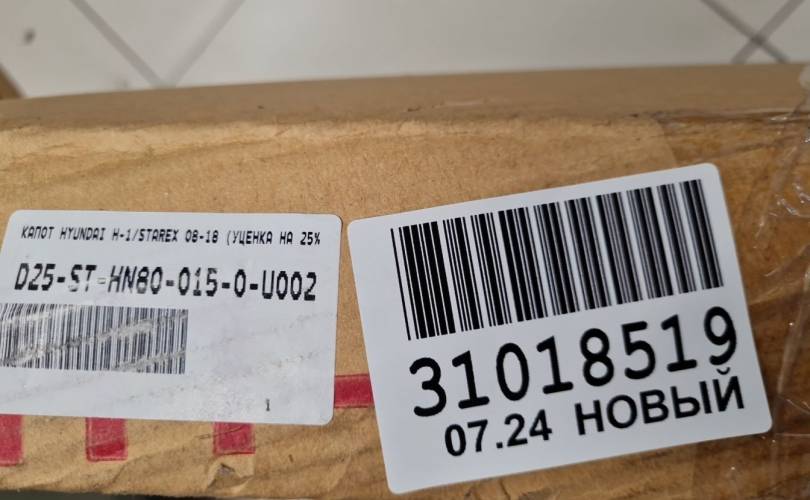 КАПОТ HYUNDAI H-1/STAREX 08-18 (УЦЕНКА НА 25%
D25-ST-HN80-015-0-U002
1
31018519
07.24 НОВЫЙ